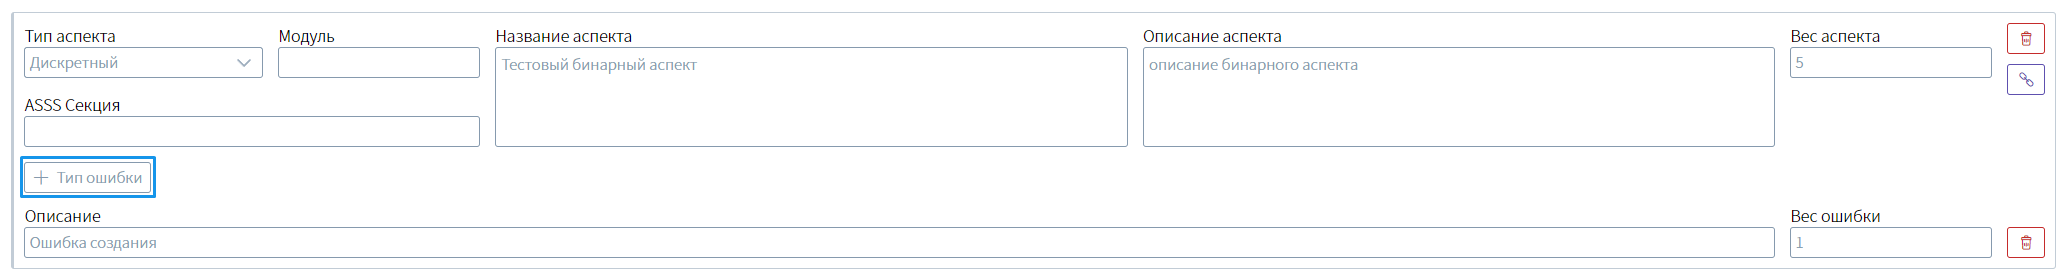 Тип аспекта Модуль Название аспекта Описание аспекта Вес аспекта
Дискретный Тестовый бинарный аспект описание бинарного аспекта 5
ASSS Секция
+ Тип ошибки
Описание Вес ошибки
Ошибка создания 1